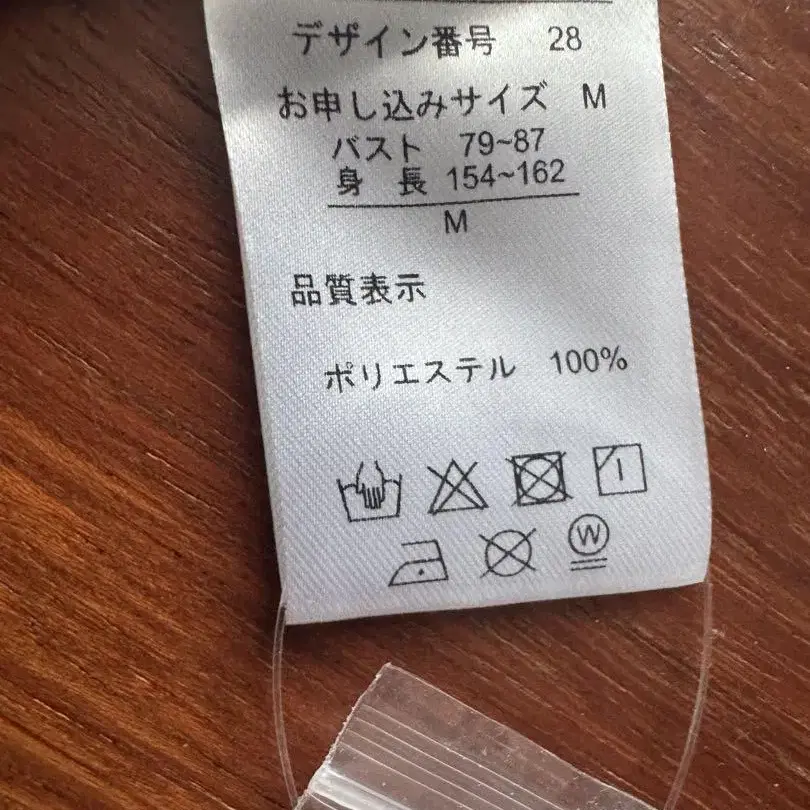 デザイン番号 28
お申し込みサイズ M
バスト 79~87
身 長 154~162
M
品質表示
ポリエステル 100%
W